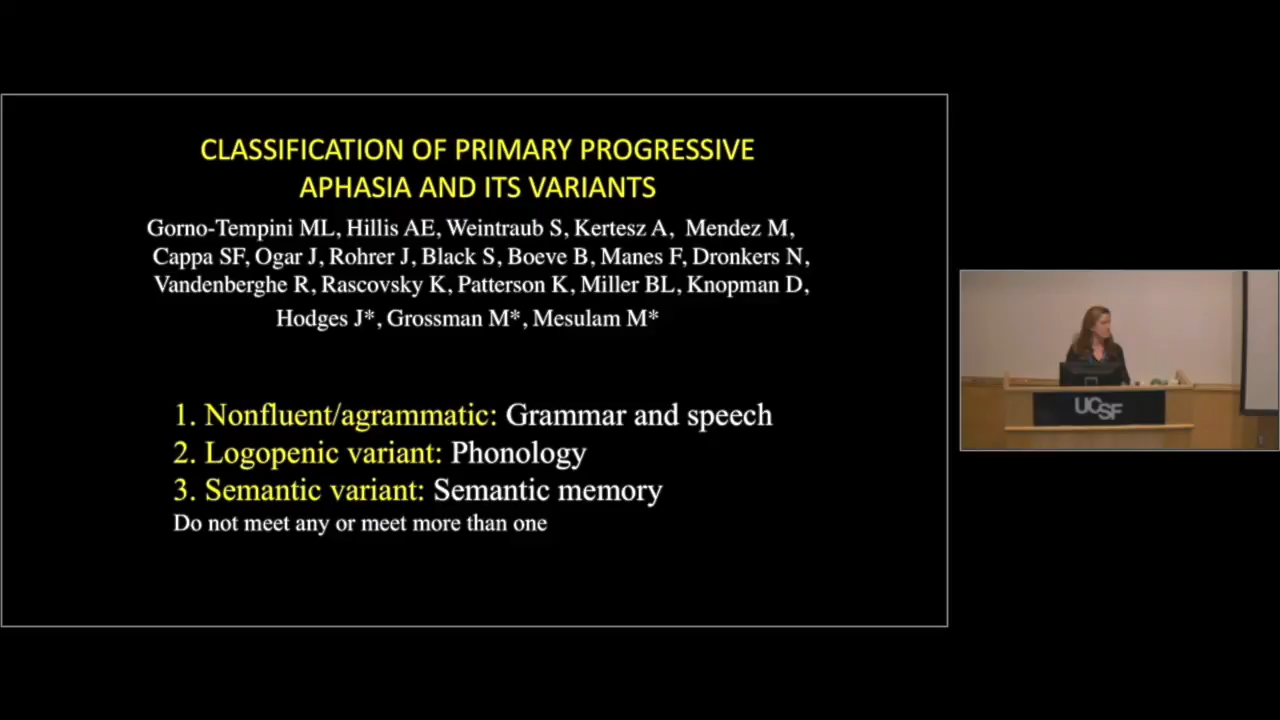 CLASSIFICATION OF PRIMARY PROGRESSIVE
APHASIA AND ITS VARIANTS
Gorno-Tempini ML, Hillis AE, Weintraub S, Kertesz A, Mendez M,
Cappa SF, Ogar J, Rohrer J, Black S, Boeve B, Manes F, Dronkers N,
Vandenberghe R, Rascovsky K, Patterson K, Miller BL, Knopman D,
Hodges J*, Grossman M*, Mesulam M*
1. Nonfluent/agrammatic: Grammar and speech
2. Logopenic variant: Phonology
3. Semantic variant: Semantic memory
Do not meet any or meet more than one
UCSF